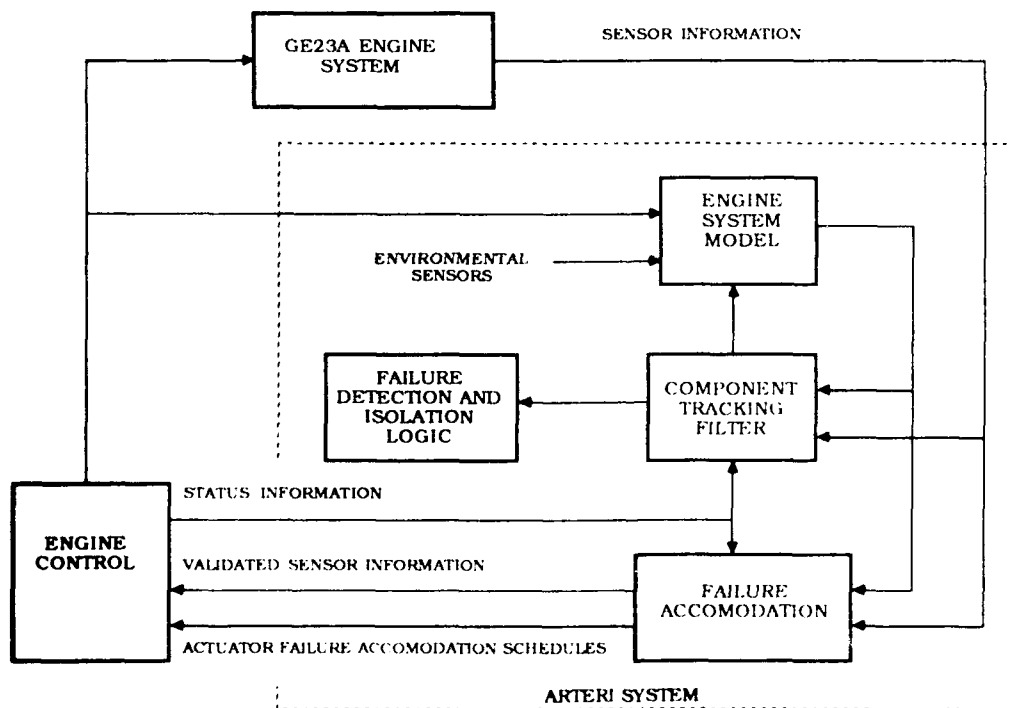 GE23A ENGINE
SYSTEM
SENSOR INFORMATION
ENGINE
SYSTEM
MODEL
ENVIRONMENTAL
SENSORS
FAILURE
DETECTION AND
ISOLATION
LOGIC
COMPONENT
TRACKING
FILTER
STATUS INFORMATION
ENGINE
CONTROL
VALIDATED SENSOR INFORMATION
FAILURE
ACCOMODATION
ACTUATOR FAILURE ACCOMODATION SCHEDULES
ARTERI SYSTEM